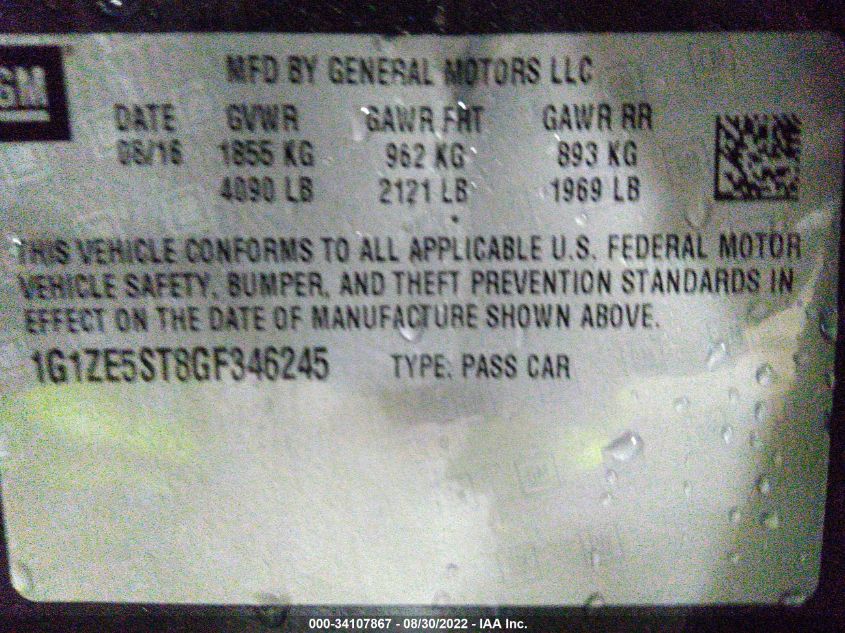 GM
MFD BY GENERAL MOTORS LLC
DATE GVWR GAWR FRT GAWR RR
06/16 1855 KG 962 KG 893 KG
4090 LB 2121 LB 1969 LB
THIS VEHICLE CONFORMS TO ALL APPLICABLE U.S. FEDERAL MOTOR
VEHICLE SAFETY, BUMPER, AND THEFT PREVENTION STANDARDS IN
EFFECT ON THE DATE OF MANUFACTURE SHOWN ABOVE.
1G1ZE5ST8GF346245 TYPE: PASS CAR
000-34107867 - 08/30/2022 - IAA Inc.